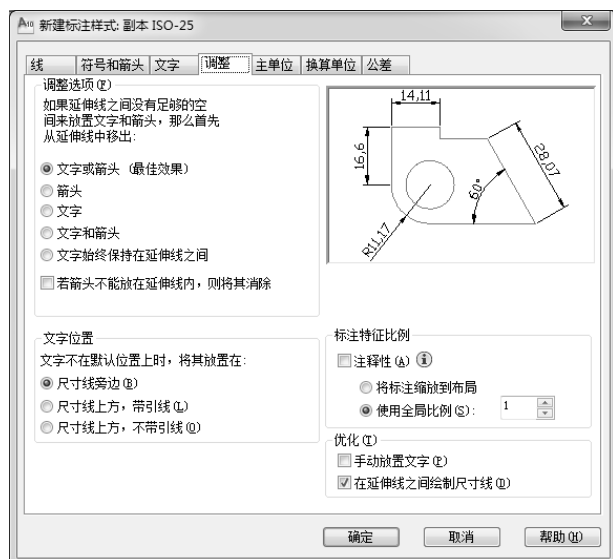 新建标注样式: 副本 ISO-25
线 符号和箭头 文字 调整 主单位 换算单位 公差
调整选项(F)
如果延伸线之间没有足够的空
间来放置文字和箭头，那么首先
从延伸线中移出:
文字或箭头 (最佳效果)
箭头
文字
文字和箭头
文字始终保持在延伸线之间
若箭头不能放在延伸线内，则将其消除
14,11
16,6
28,07
60°
R11,17
文字位置
文字不在默认位置上时，将其放置在:
尺寸线旁边(B)
尺寸线上方，带引线(L)
尺寸线上方，不带引线(O)
标注特征比例
注释性(A)
将标注缩放到布局
使用全局比例(S): 1
优化(T)
手动放置文字(P)
在延伸线之间绘制尺寸线(D)
确定 取消 帮助(H)